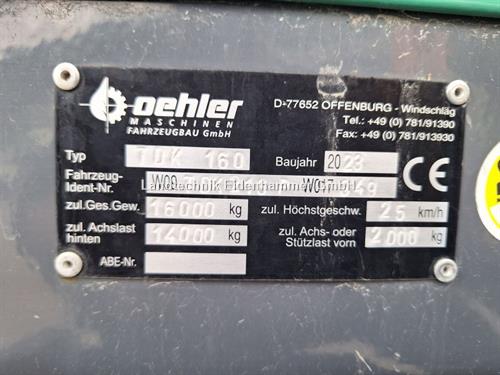 oehler
MASCHINEN
FAHRZEUGBAU GmbH
D-77652 OFFENBURG - Windschläg
Tel.: +49 (0) 781/91390
Fax: +49 (0) 781/913930
Typ TDK 160 Baujahr 2023
Fahrzeug-
Ident-Nr. W09
Landtechnik Eiderhammer GmbH
zul.Ges.Gew. 16000 kg zul. Höchstgeschw. 25 km/h
zul. Achslast
hinten 14000 kg
zul. Achs- oder
Stützlast vorn 2000 kg
ABE-Nr.
CE